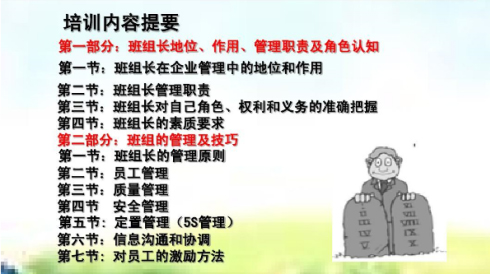 培训内容提要
第一部分：班组长地位、作用、管理职责及角色认知
第一节：班组长在企业管理中的地位和作用
第二节：班组长管理职责
第三节：班组长对自己角色、权利和义务的准确把握
第四节：班组长的素质要求
第二部分：班组的管理及技巧
第一节：班组长的管理原则
第二节：员工管理
第三节：质量管理
第四节　安全管理
第五节：定置管理（5S管理）
第六节：信息沟通和协调
第七节：对员工的激励方法